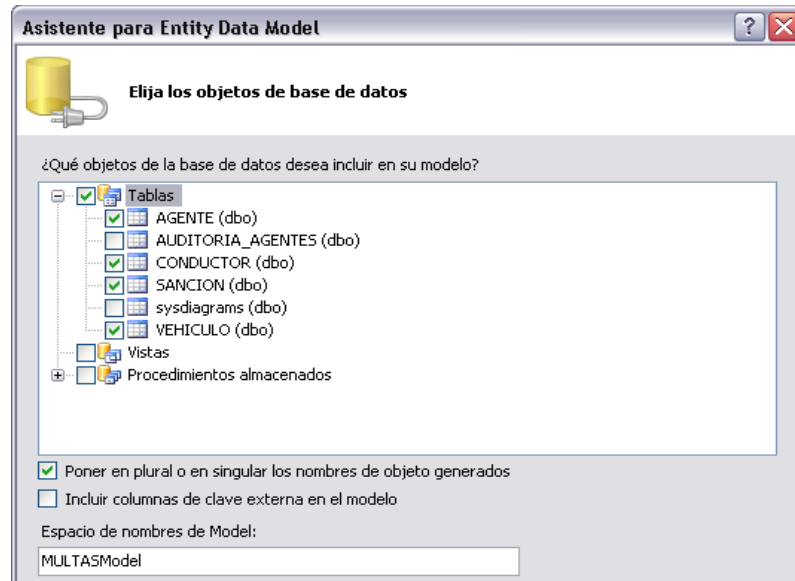 Asistente para Entity Data Model
Elija los objetos de base de datos
¿Qué objetos de la base de datos desea incluir en su modelo?
Tablas
AGENTE (dbo)
AUDITORIA_AGENTES (dbo)
CONDUCTOR (dbo)
SANCION (dbo)
sysdiagrams (dbo)
VEHICULO (dbo)
Vistas
Procedimientos almacenados
Poner en plural o en singular los nombres de objeto generados
Incluir columnas de clave externa en el modelo
Espacio de nombres de Model:
MULTASModel